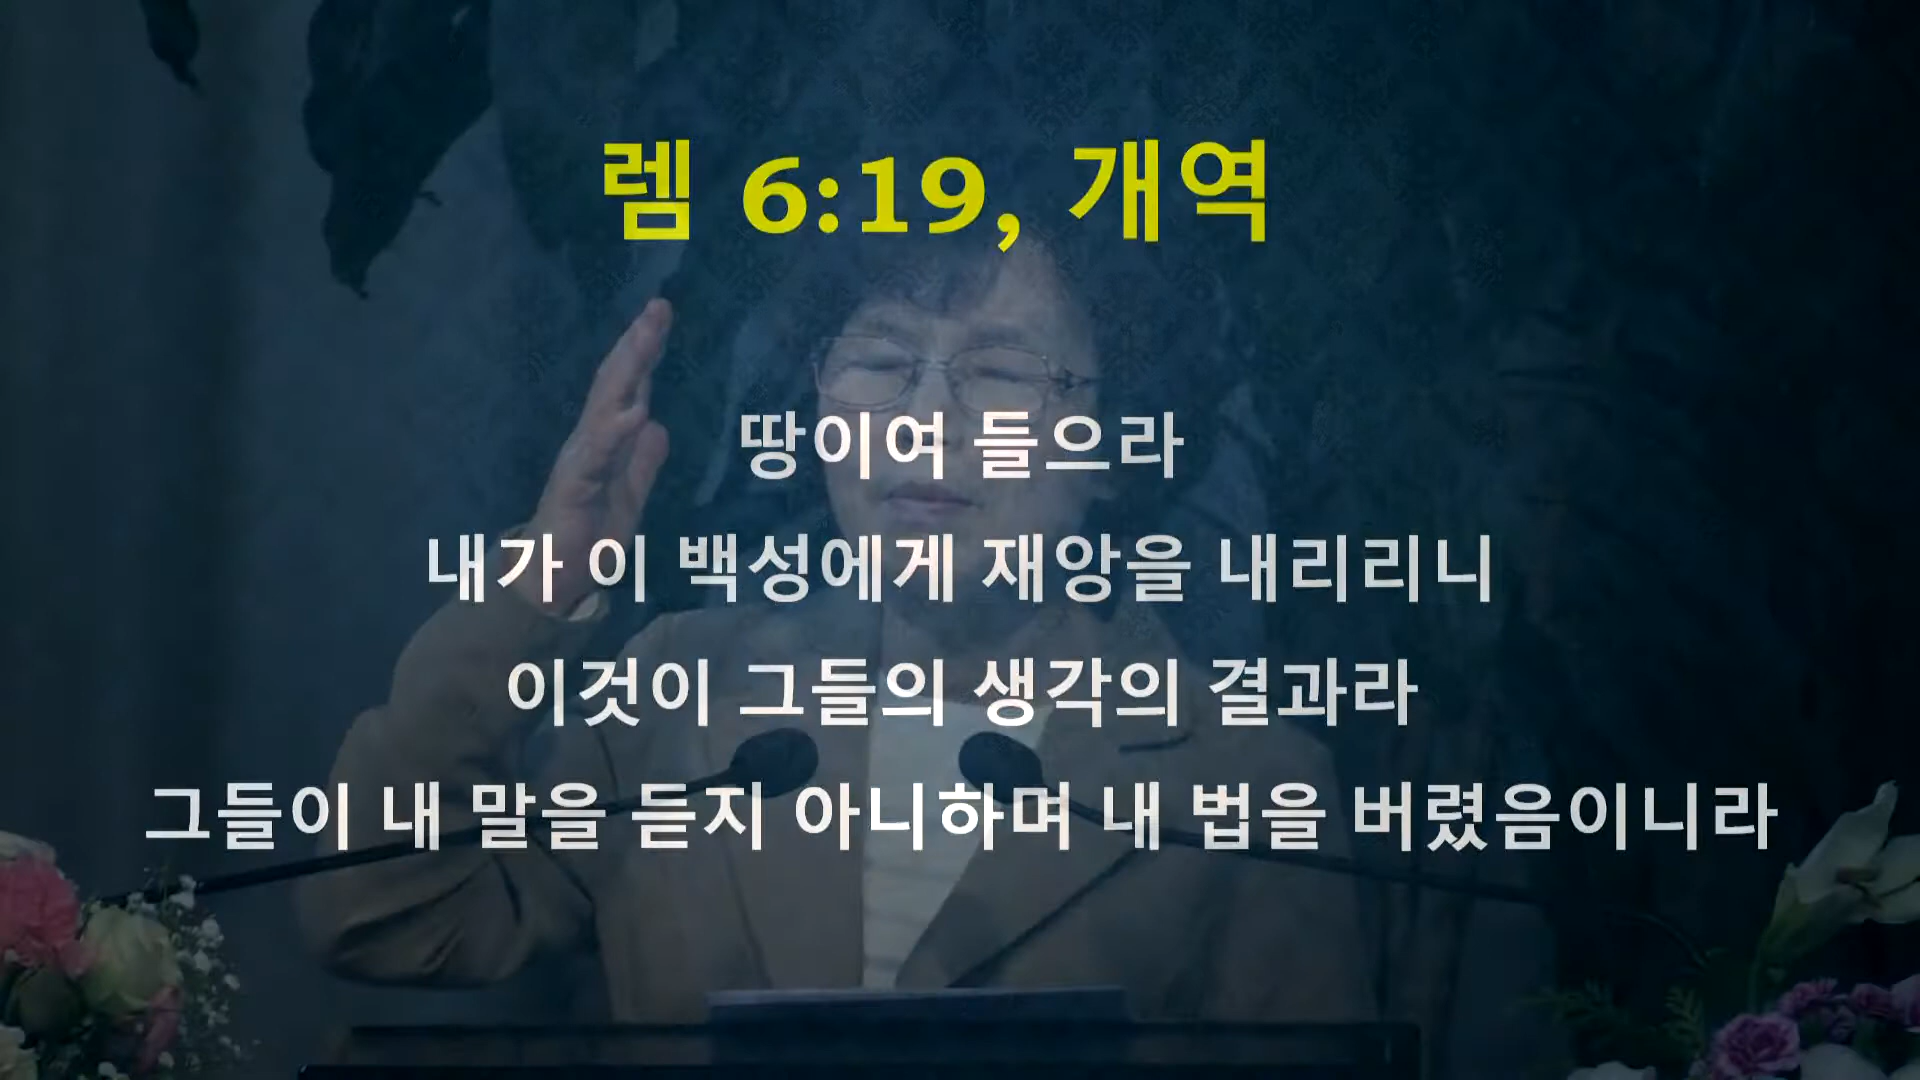 렘 6:19, 개역
땅이여 들으라
내가 이 백성에게 재앙을 내리리니
이것이 그들의 생각의 결과라
그들이 내 말을 듣지 아니하며 내 법을 버렸음이니라